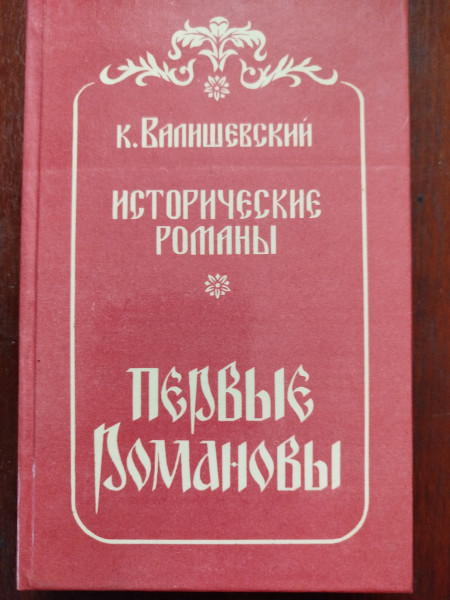 К. Валишевский
ИСТОРИЧЕСКИЕ
РОМАНЫ
ПЕРВЫЕ
РОМАНОВЫ